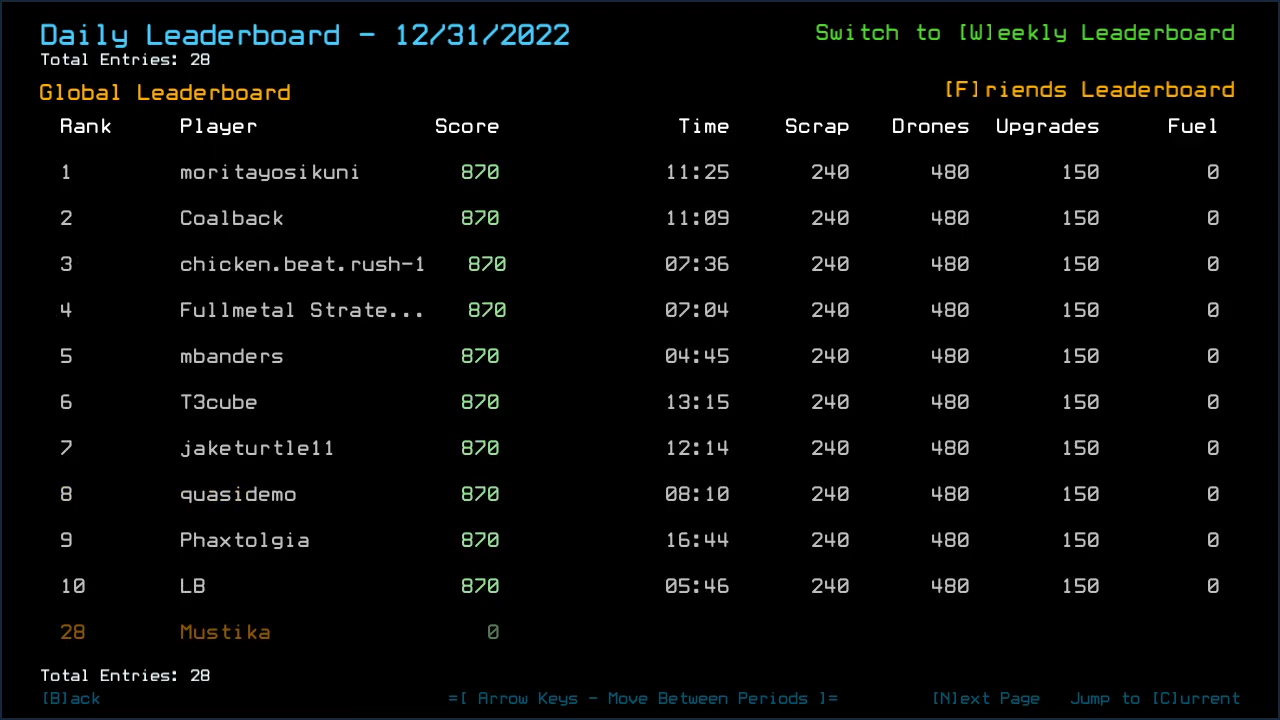 Daily Leaderboard - 12/31/2022 Switch to [W]eekly Leaderboard
Total Entries: 28
Global Leaderboard [F]riends Leaderboard
Rank Player Score Time Scrap Drones Upgrades Fuel
1 moritayosikuni 870 11:25 240 480 150 0
2 Coalback 870 11:09 240 480 150 0
3 chicken.beat.rush-1 870 07:36 240 480 150 0
4 Fullmetal Strate... 870 07:04 240 480 150 0
5 mbanders 870 04:45 240 480 150 0
6 T3cube 870 13:15 240 480 150 0
7 jaketurtle11 870 12:14 240 480 150 0
8 quasidemo 870 08:10 240 480 150 0
9 Phaxtolgia 870 16:44 240 480 150 0
10 LB 870 05:46 240 480 150 0
28 Mustika 0
Total Entries: 28
[B]ack =[ Arrow Keys - Move Between Periods ]= [N]ext Page Jump to [C]urrent